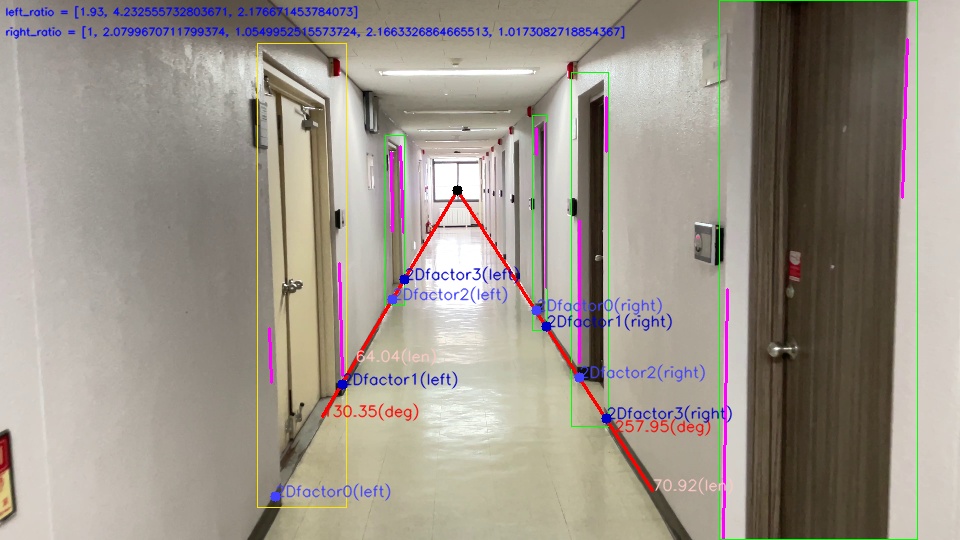 left_ratio = [1.93, 4.232555732803671, 2.176671453784073]
right_ratio = [1, 2.0799670711799374, 1.0549952515573724, 2.1663326864665513, 1.0173082718854367]
2Dfactor3(left)
2Dfactor2(left)
2Dfactor0(right)
2Dfactor1(right)
64.04(len)
2Dfactor1(left)
2Dfactor2(right)
130.35(deg)
2Dfactor3(right)
257.95(deg)
70.92(len)
2Dfactor0(left)